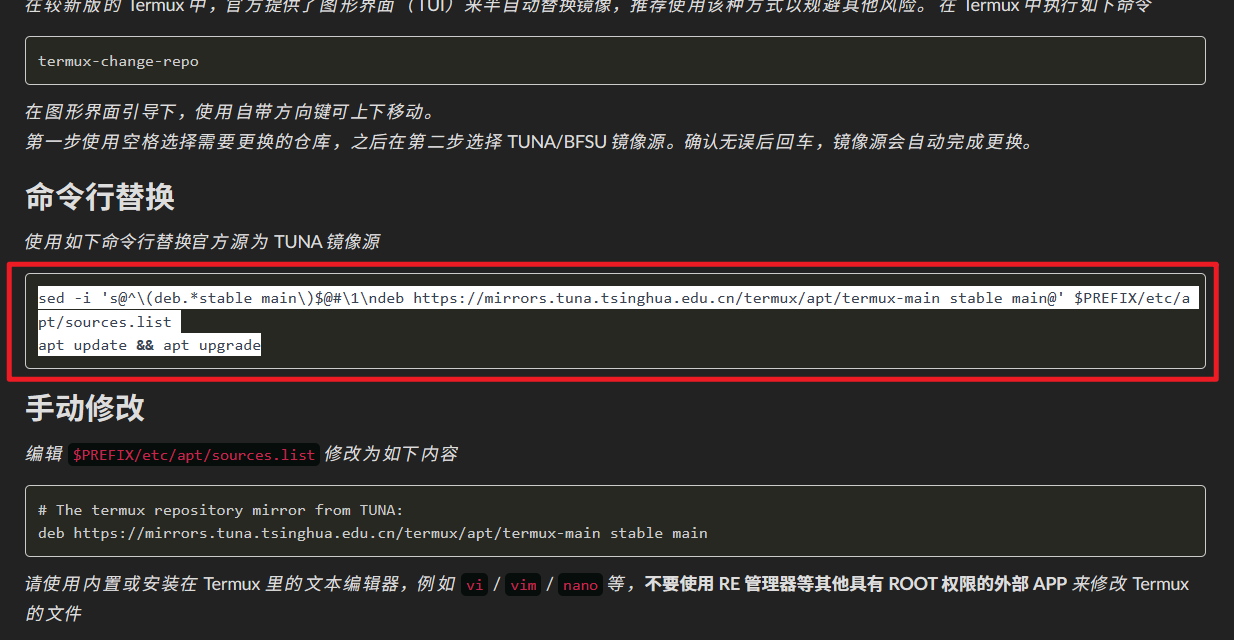 在较新版的 Termux 中，官方提供了图形界面（TUI）来半自动替换镜像，推荐使用该种方式以规避其他风险。 在 Termux 中执行如下命令
termux-change-repo
在图形界面引导下，使用自带方向键可上下移动。
第一步使用空格选择需要更换的仓库，之后在第二步选择 TUNA/BFSU 镜像源。确认无误后回车，镜像源会自动完成更换。
命令行替换
使用如下命令行替换官方源为 TUNA 镜像源
sed -i 's@^\(deb.*stable main\)$@#\1\ndeb https://mirrors.tuna.tsinghua.edu.cn/termux/apt/termux-main stable main@' $PREFIX/etc/a
pt/sources.list
apt update && apt upgrade
手动修改
编辑 $PREFIX/etc/apt/sources.list 修改为如下内容
# The termux repository mirror from TUNA:
deb https://mirrors.tuna.tsinghua.edu.cn/termux/apt/termux-main stable main
请使用内置或安装在 Termux 里的文本编辑器，例如 vi / vim / nano 等，不要使用 RE 管理器等其他具有 ROOT 权限的外部 APP 来修改 Termux
的文件